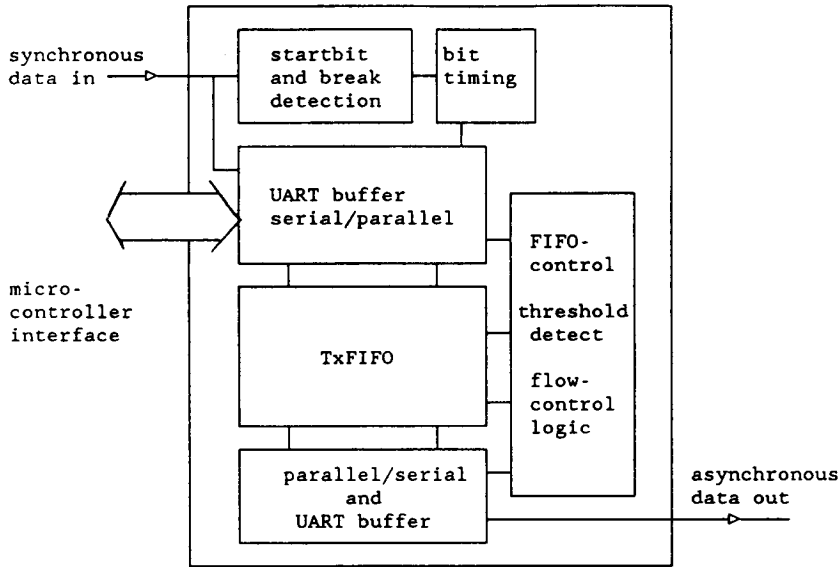 synchronous
data in
startbit
and break
detection
bit
timing
UART buffer
serial/parallel
micro-
controller
interface
FIFO-
control
threshold
detect
flow-
control
logic
TxFIFO
parallel/serial
and
UART buffer
asynchronous
data out